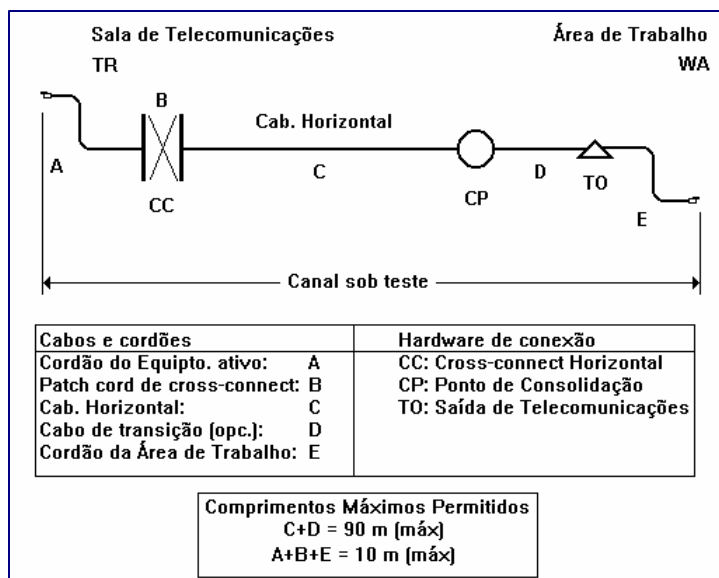 Sala de Telecomunicações
Área de Trabalho
TR
WA
B
Cab. Horizontal
A
C
D
CC
CP
TO
E
Canal sob teste
Cabos e cordões
Hardware de conexão
Cordão do Equipto. ativo: A
CC: Cross-connect Horizontal
Patch cord de cross-connect: B
CP: Ponto de Consolidação
Cab. Horizontal: C
TO: Saída de Telecomunicações
Cabo de transição (opc.): D
Cordão da Área de Trabalho: E
Comprimentos Máximos Permitidos
C+D = 90 m (máx)
A+B+E = 10 m (máx)